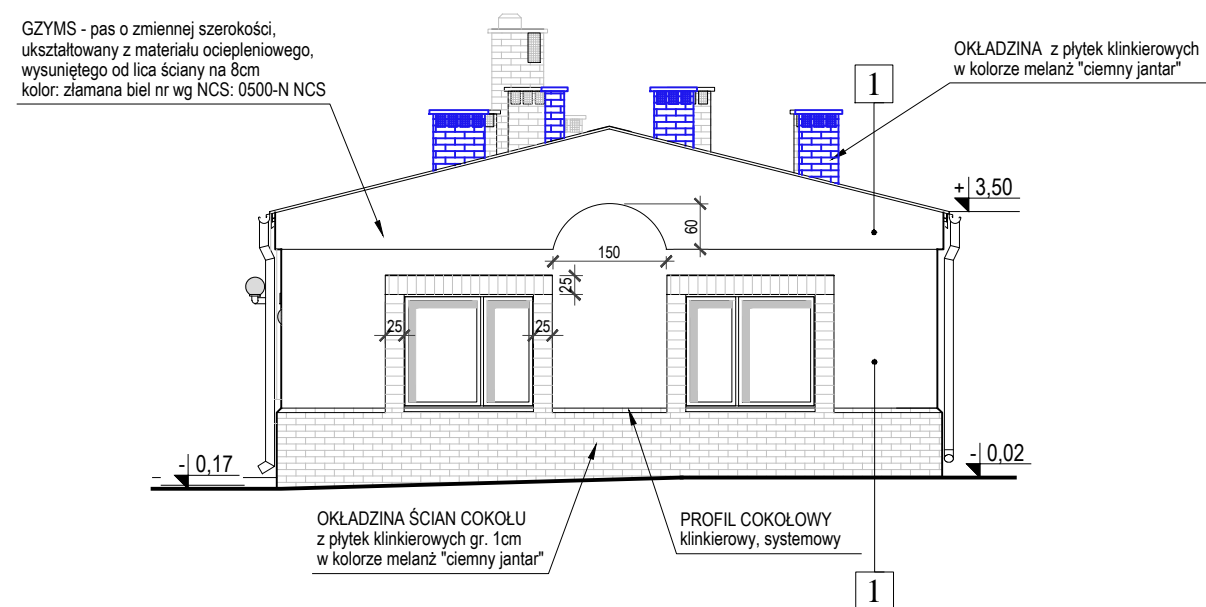 GZYMS - pas o zmiennej szerokości,
ukształtowany z materiału ociepleniowego,
wysuniętego od lica ściany na 8cm
kolor: złamana biel nr wg NCS: 0500-N NCS
OKŁADZINA z płytek klinkierowych
w kolorze melanż "ciemny jantar"
1
+ 3,50
60
150
25
25
25
- 0,17
- 0,02
OKŁADZINA ŚCIAN COKOŁU
z płytek klinkierowych gr. 1cm
w kolorze melanż "ciemny jantar"
PROFIL COKOŁOWY
klinkierowy, systemowy
1